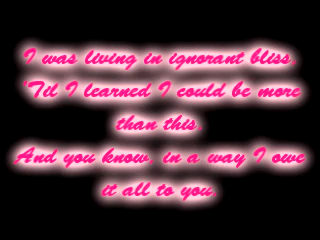 I was living in ignorant bliss.
'Til I learned I could be more
than this.
And you know, in a way I owe
it all to you